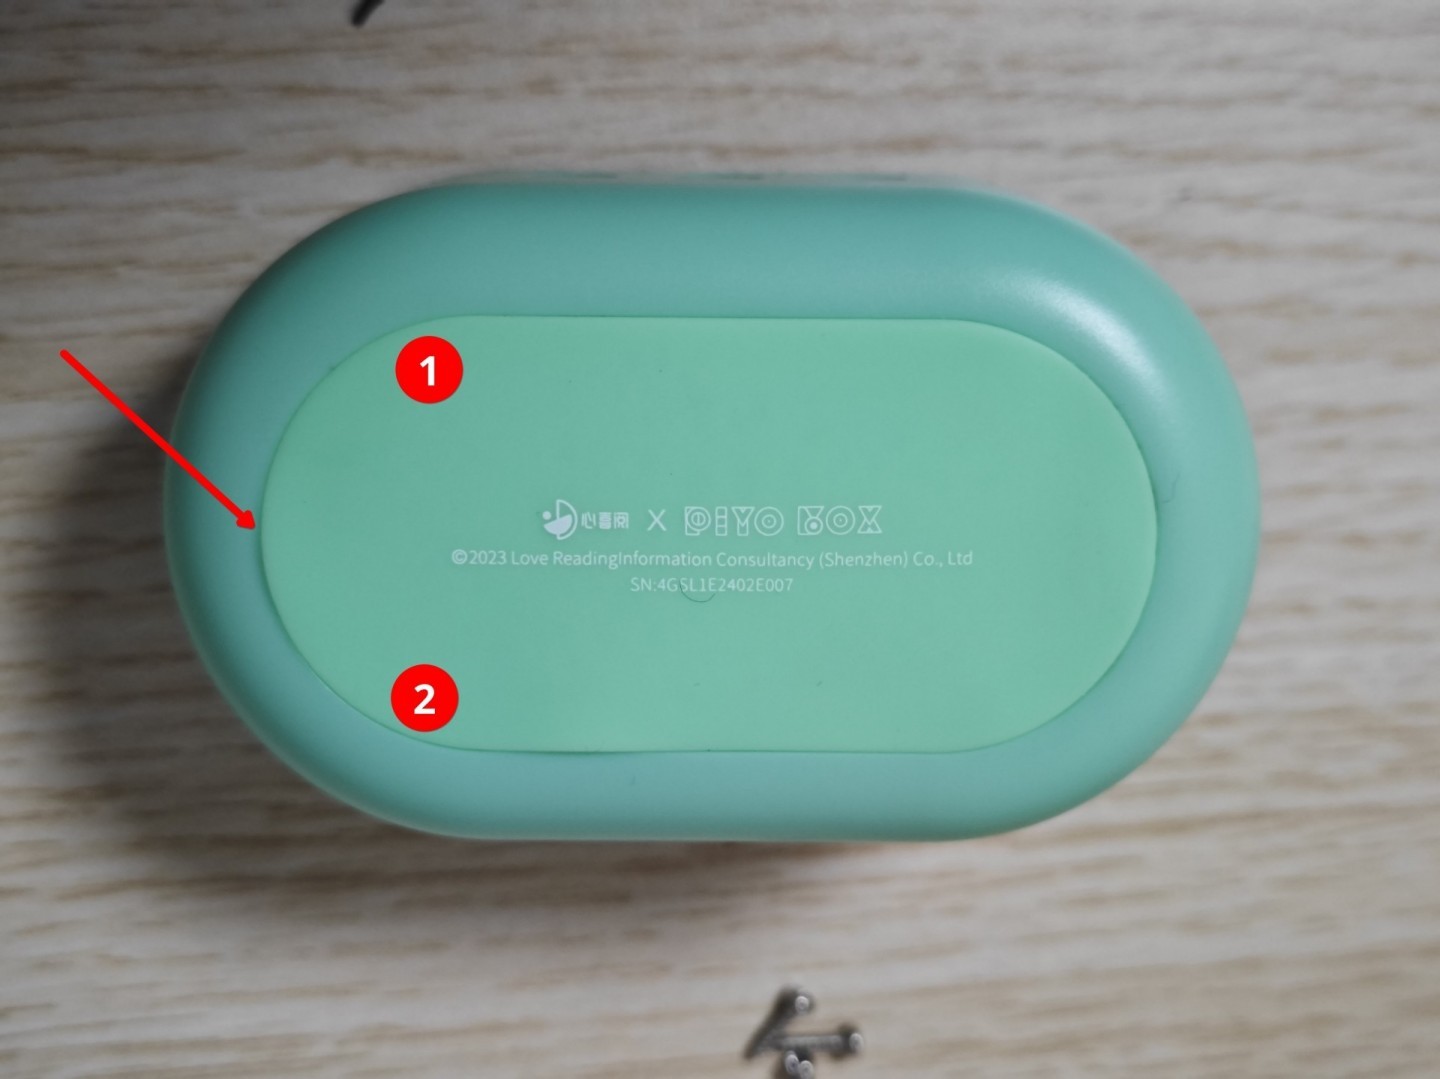 1
心喜阅 X PIYO BOX
©2023 Love ReadingInformation Consultancy (Shenzhen) Co., Ltd
SN:4GSL1E2402E007
2